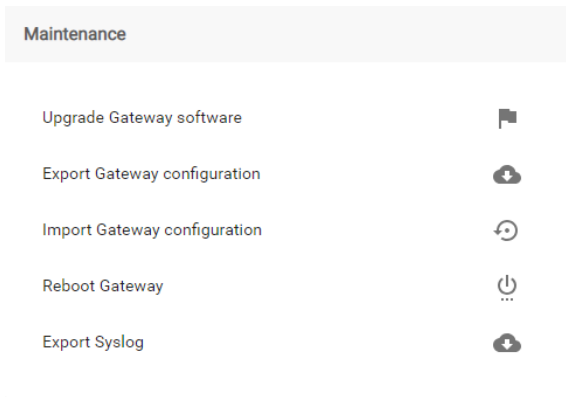 Maintenance
Upgrade Gateway software
Export Gateway configuration
Import Gateway configuration
Reboot Gateway
Export Syslog